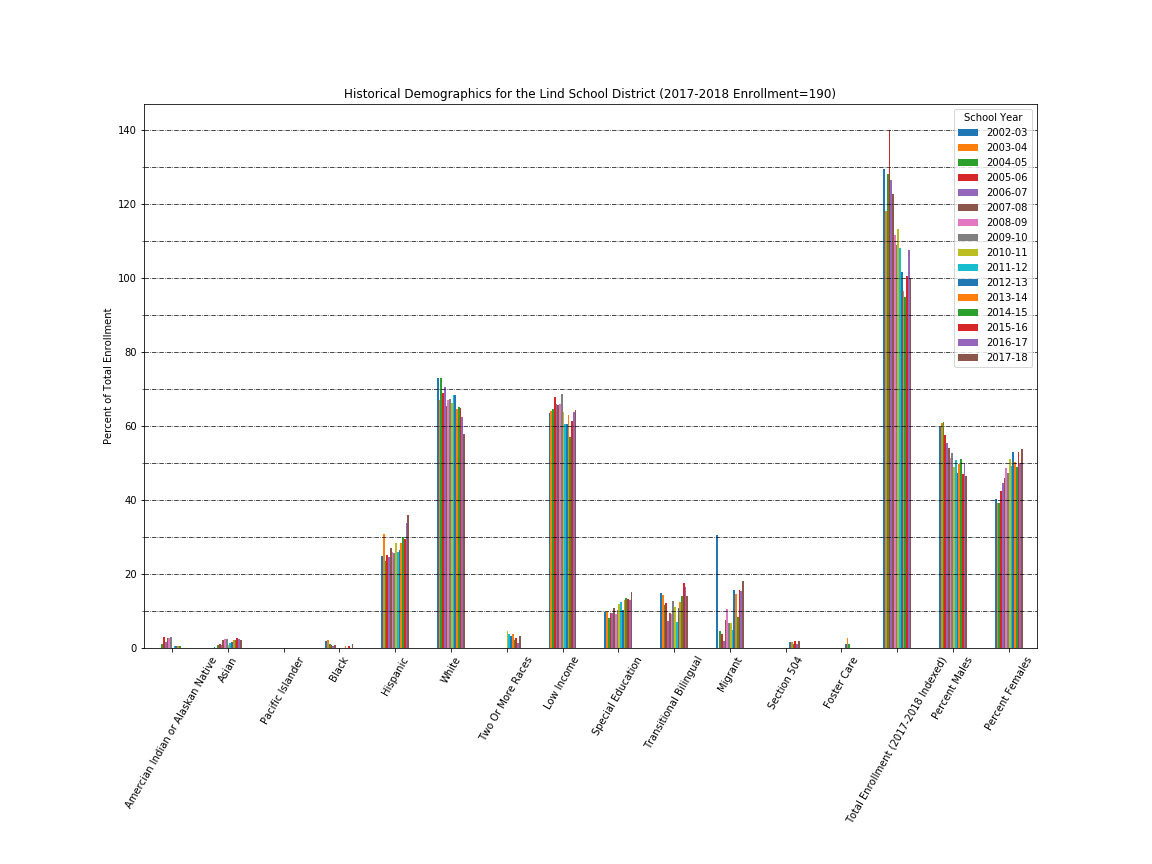 Historical Demographics for the Lind School District (2017-2018 Enrollment=190)
School Year
2002-03
2003-04
2004-05
2005-06
2006-07
2007-08
2008-09
2009-10
2010-11
2011-12
2012-13
2013-14
2014-15
2015-16
2016-17
2017-18
Percent of Total Enrollment
140
120
100
80
60
40
20
0
Amercian Indian or Alaskan Native
Asian
Pacific Islander
Black
Hispanic
White
Two Or More Races
Low Income
Special Education
Transitional Bilingual
Migrant
Section 504
Foster Care
Total Enrollment (2017-2018 Indexed)
Percent Males
Percent Females